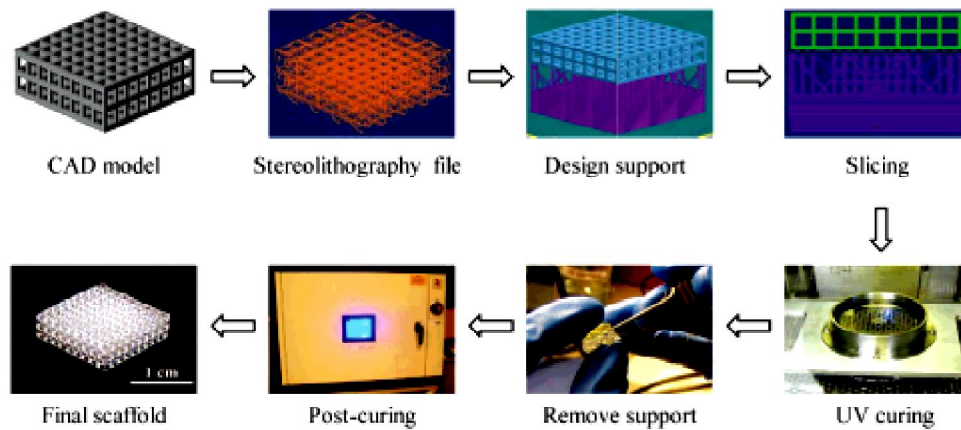 CAD model
Stereolithography file
Design support
Slicing
1 cm
Final scaffold
Post-curing
Remove support
UV curing